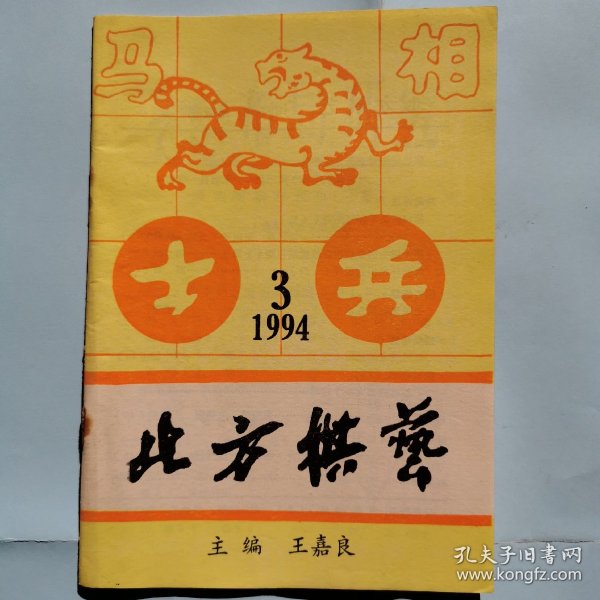 马 相
士 兵
3
1994
北方棋藝
主编 王嘉良
孔夫子旧书网
www.kongfz.com